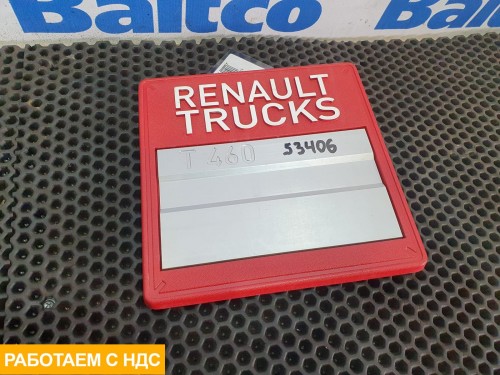 Baltco Baltco
RENAULT
TRUCKS
T 460 53406
РАБОТАЕМ С НДС